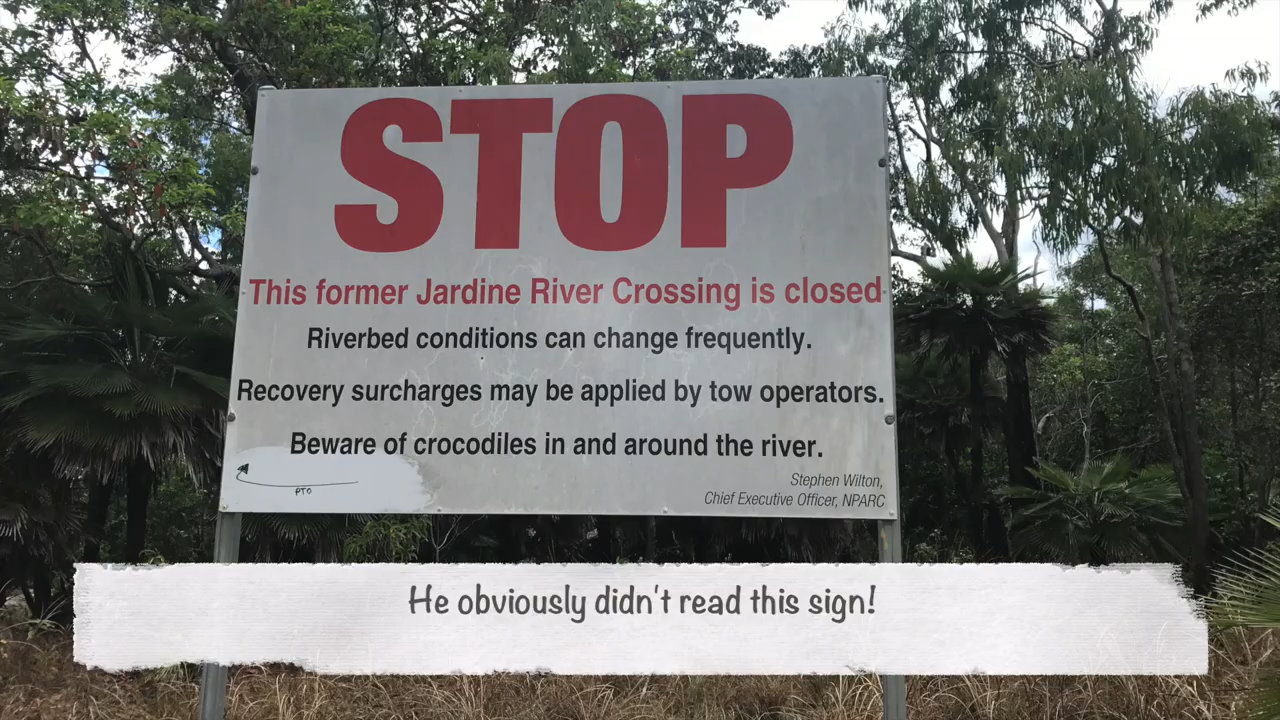 STOP
This former Jardine River Crossing is closed
Riverbed conditions can change frequently.
Recovery surcharges may be applied by tow operators.
Beware of crocodiles in and around the river.
Stephen Wilton,
Chief Executive Officer, NPARC
PTO
He obviously didn't read this sign!